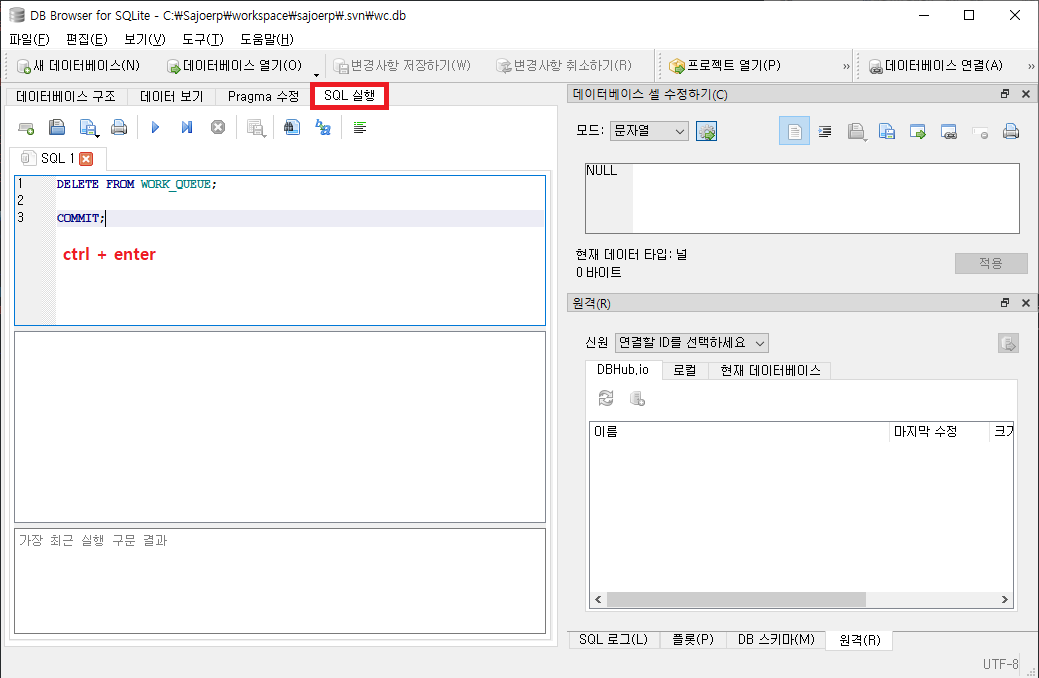 DB Browser for SQLite - C:₩Sajoerp₩workspace₩sajoerp₩.svn₩wc.db
파일(F) 편집(E) 보기(V) 도구(T) 도움말(H)
새 데이터베이스(N) 데이터베이스 열기(O) 변경사항 저장하기(W) 변경사항 취소하기(R) 프로젝트 열기(P) » 데이터베이스 연결(A) »
데이터베이스 구조 데이터 보기 Pragma 수정 SQL 실행
SQL 1
1 DELETE FROM WORK_QUEUE;
2
3 COMMIT;
ctrl + enter
가장 최근 실행 구문 결과
데이터베이스 셀 수정하기(C)
모드: 문자열
NULL
현재 데이터 타입: 널
0 바이트
적용
원격(R)
신원 연결할 ID를 선택하세요
DBHub.io 로컬 현재 데이터베이스
이름 마지막 수정 크기
SQL 로그(L) 플롯(P) DB 스키마(M) 원격(R)
UTF-8